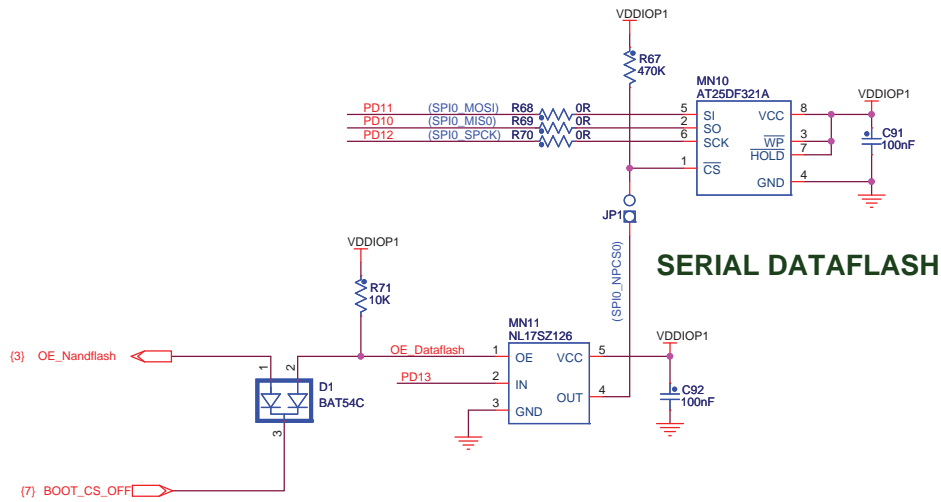 VDDIOP1
R67
470K
MN10
AT25DF321A
VDDIOP1
PD11 (SPI0_MOSI) R68 0R 5 SI VCC 8
PD10 (SPI0_MIS0) R69 0R 2 SO WP 3
PD12 (SPI0_SPCK) R70 0R 6 SCK HOLD 7
C91
100nF
1 CS
GND 4
JP1
(SPI0_NPCS0)
SERIAL DATAFLASH
VDDIOP1
R71
10K
MN11
NL17SZ126
VDDIOP1
{3} OE_Nandflash
OE_Dataflash 1 OE VCC 5
PD13 2 IN
OUT 4
3 GND
C92
100nF
1 2
D1
BAT54C
3
{7} BOOT_CS_OFF